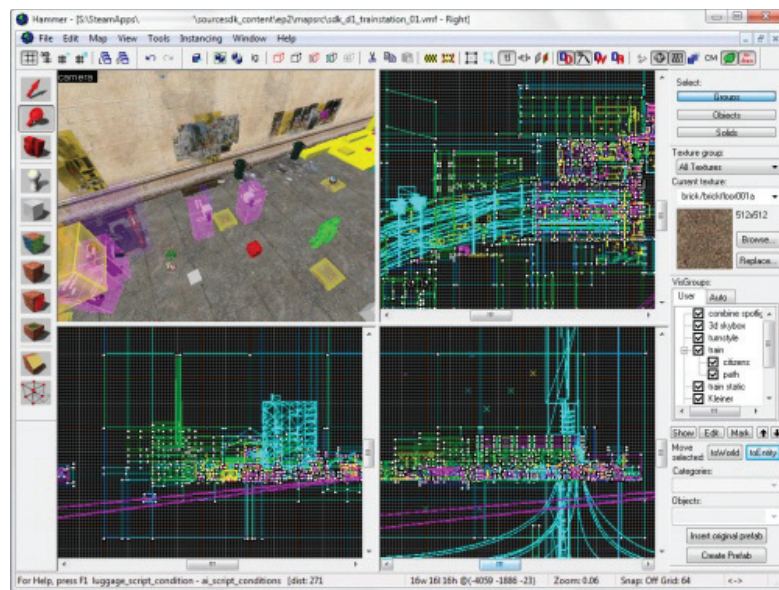 Hammer - [S:\SteamApps\ \sourcesdk_content\ep2\mapsrc\sdk_d1_trainstation_01.vmf - Right]
File Edit Map View Tools Instancing Window Help
CM
camera
Select:
Groups
Objects
Solids
Texture group:
All Textures
Current texture:
brick/brickfloor001a
512x512
Browse...
Replace...
VisGroups:
User Auto
combine spotlig
3d skybox
turnstyle
train
citizens
path
train static
Kleiner
Show Edit Mark
Move selected:
toWorld toEntity
Categories:
Objects:
Insert original prefab
Create Prefab
For Help, press F1 luggage_script_condition - ai_script_conditions [dist: 271 16w 16l 16h @(-4059 -1886 -23) Zoom: 0.06 Snap: Off Grid: 64 <->